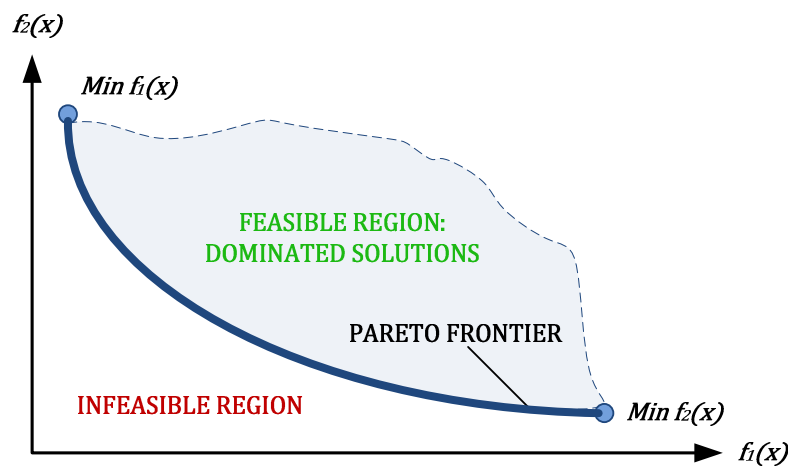 f₂(x)
Min f₁(x)
FEASIBLE REGION:
DOMINATED SOLUTIONS
PARETO FRONTIER
INFEASIBLE REGION
Min f₂(x)
f₁(x)